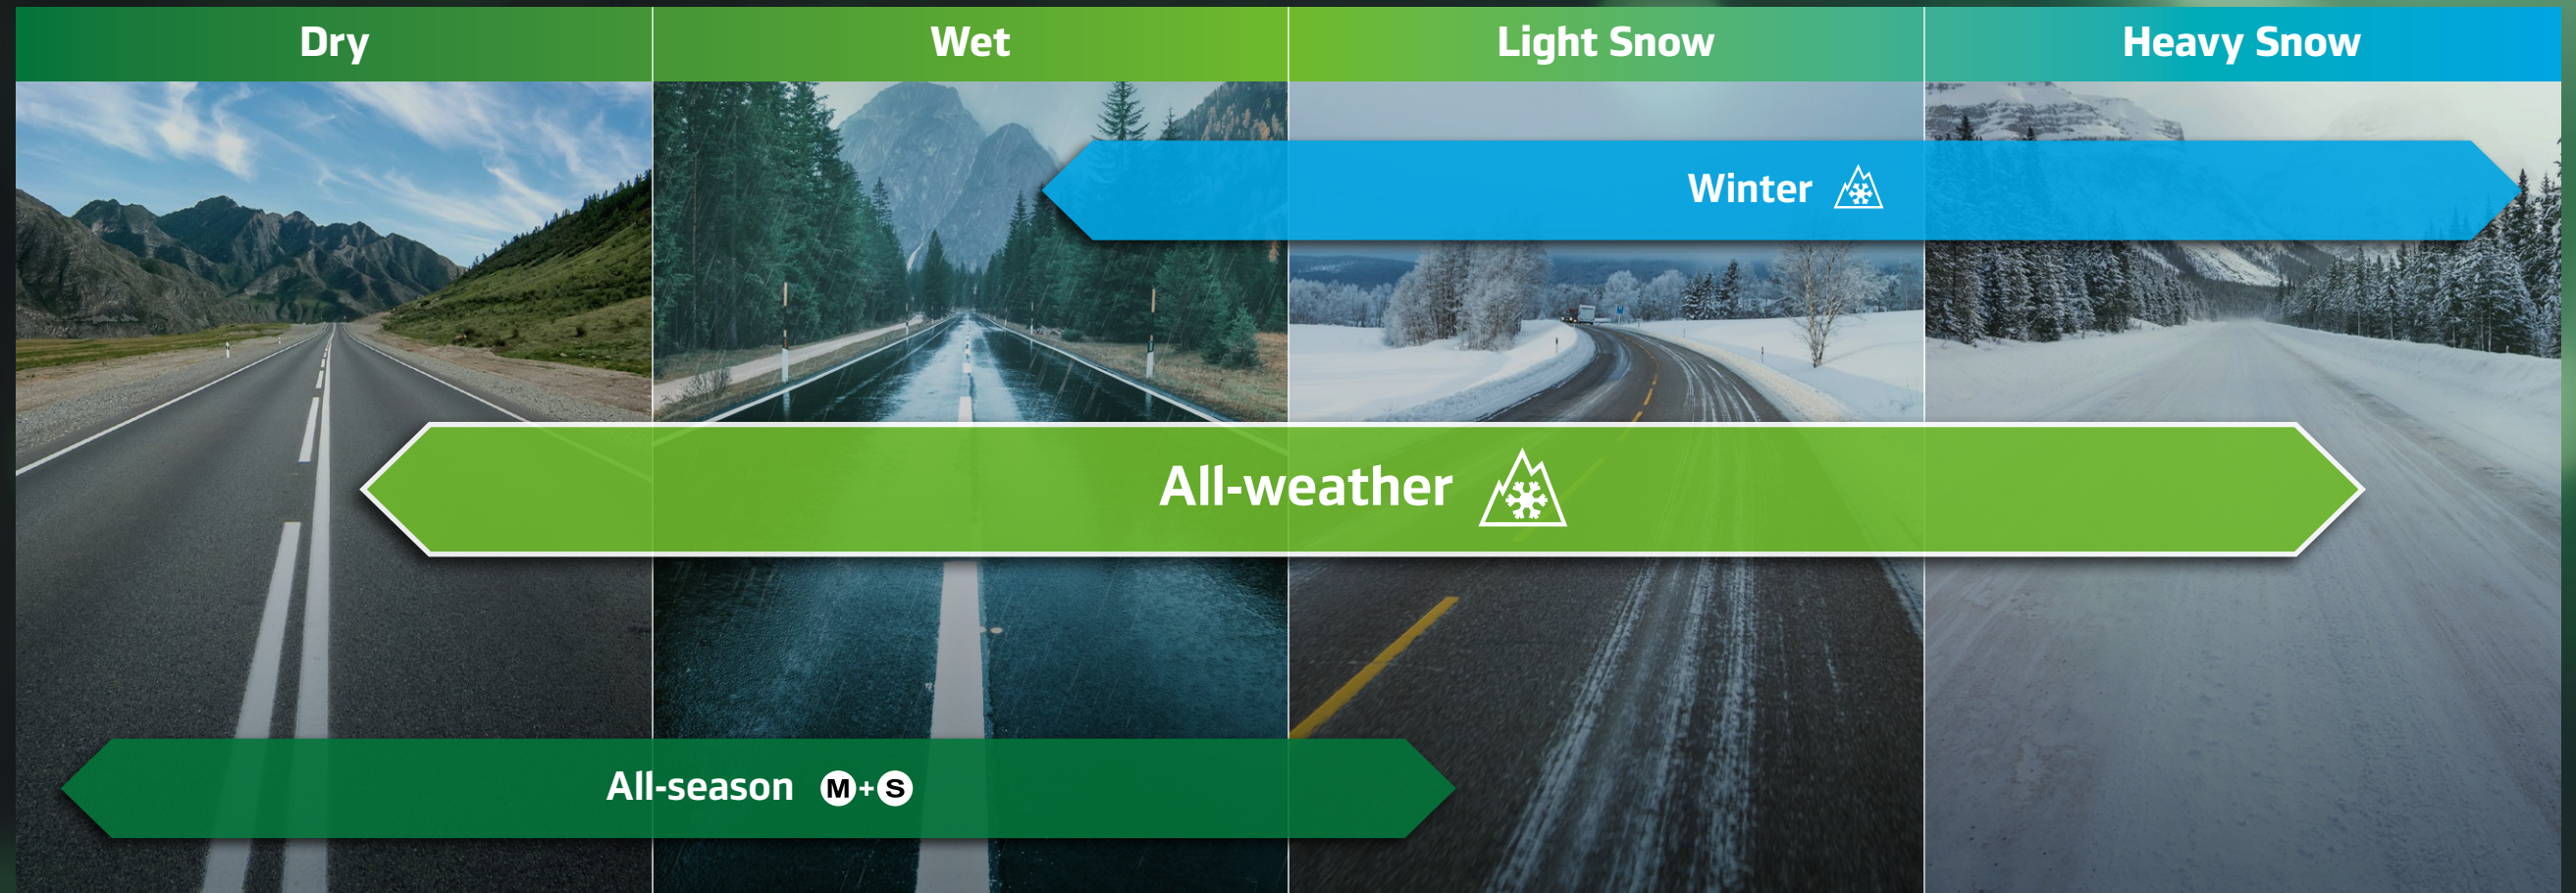 Dry
Wet
Light Snow
Heavy Snow
Winter
All-weather
All-season M+S